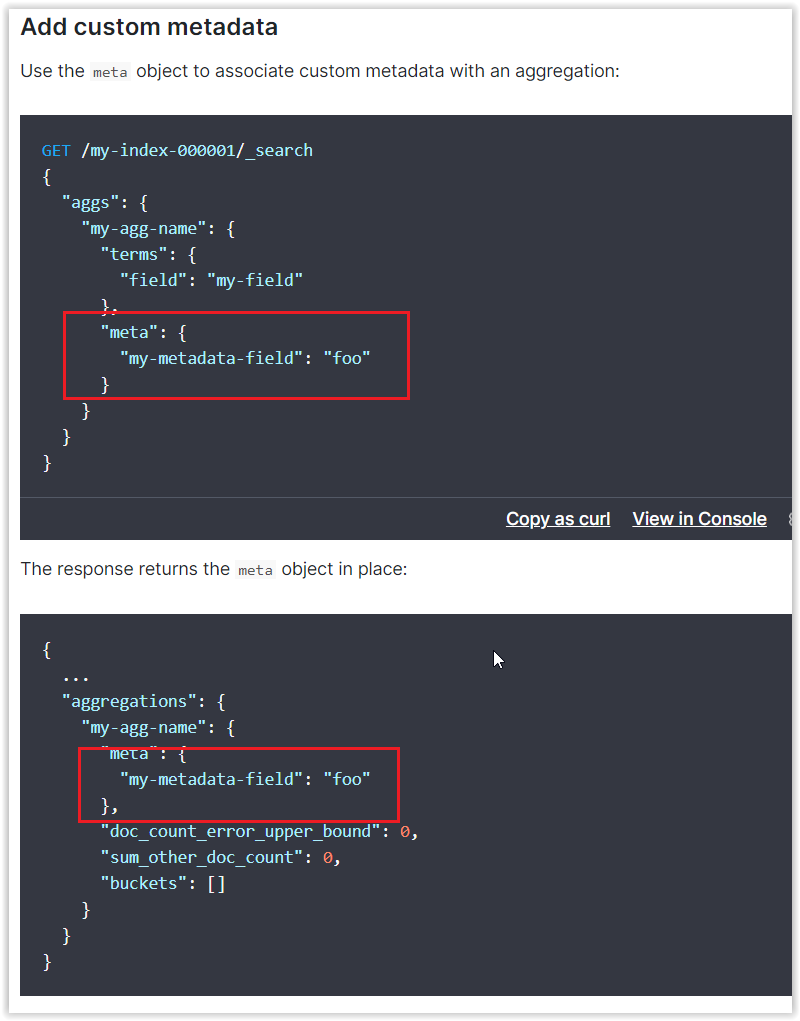 Add custom metadata
Use the meta object to associate custom metadata with an aggregation:
GET /my-index-000001/_search
{
  "aggs": {
    "my-agg-name": {
      "terms": {
        "field": "my-field"
      },
      "meta": {
        "my-metadata-field": "foo"
      }
    }
  }
}
Copy as curl View in Console
The response returns the meta object in place:
{
  ...
  "aggregations": {
    "my-agg-name": {
      "meta": {
        "my-metadata-field": "foo"
      },
      "doc_count_error_upper_bound": 0,
      "sum_other_doc_count": 0,
      "buckets": []
    }
  }
}